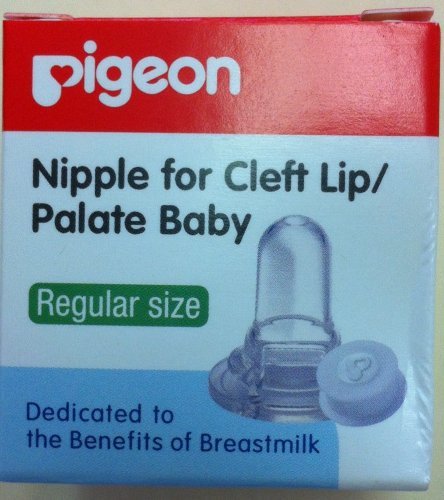 pigeon
Nipple for Cleft Lip/
Palate Baby
Regular size
Dedicated to
the Benefits of Breastmilk